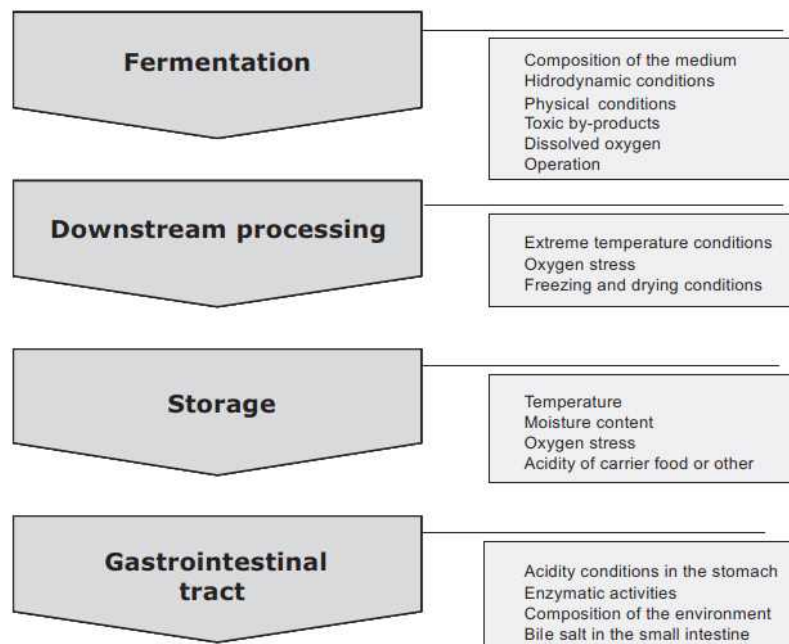 Fermentation
Composition of the medium
Hidrodynamic conditions
Physical conditions
Toxic by-products
Dissolved oxygen
Operation
Downstream processing
Extreme temperature conditions
Oxygen stress
Freezing and drying conditions
Storage
Temperature
Moisture content
Oxygen stress
Acidity of carrier food or other
Gastrointestinal
tract
Acidity conditions in the stomach
Enzymatic activities
Composition of the environment
Bile salt in the small intestine